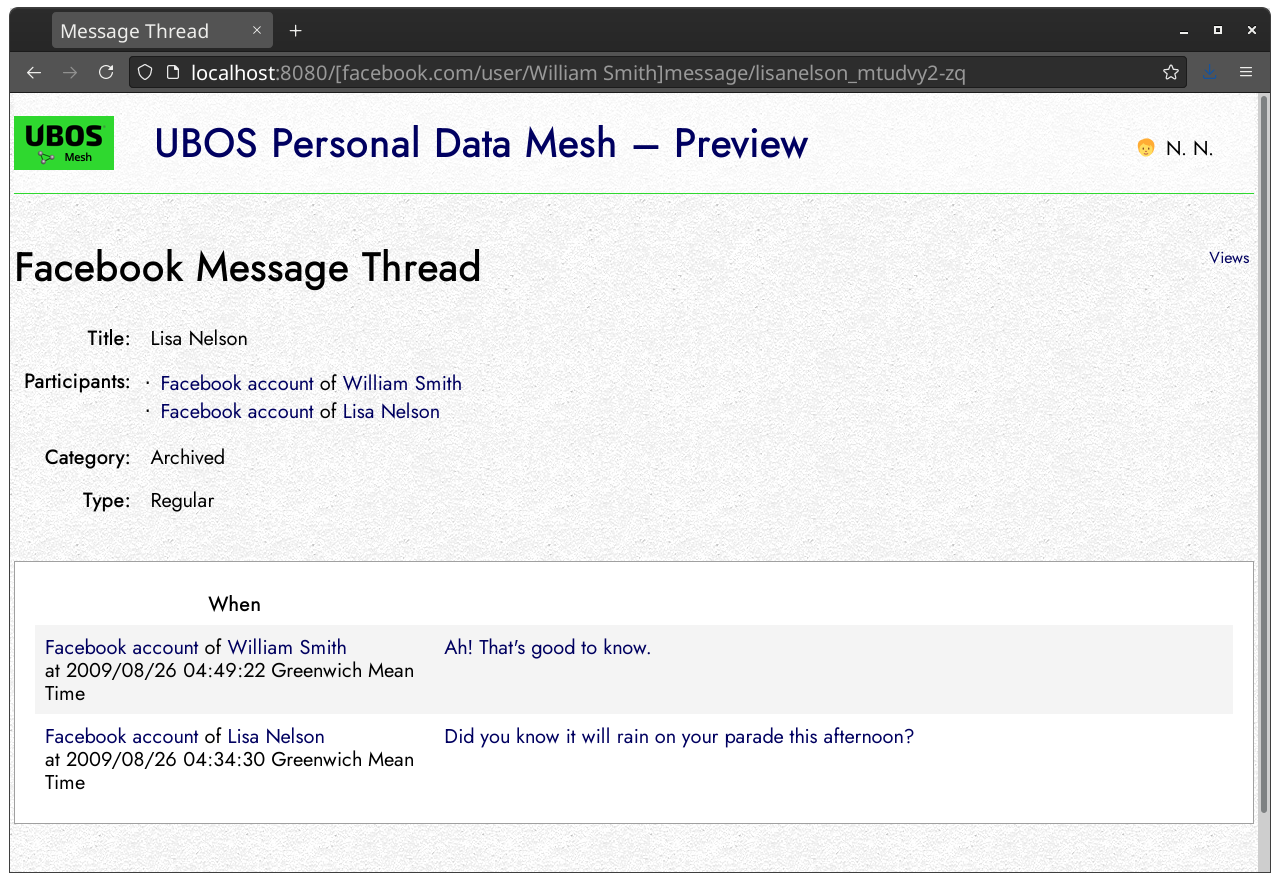 Message Thread
localhost:8080/[facebook.com/user/William Smith]message/lisanelson_mtudvy2-zq
UBOS
Mesh
UBOS Personal Data Mesh – Preview
N. N.
Facebook Message Thread
Views
Title: Lisa Nelson
Participants: · Facebook account of William Smith
· Facebook account of Lisa Nelson
Category: Archived
Type: Regular
When
Facebook account of William Smith Ah! That's good to know.
at 2009/08/26 04:49:22 Greenwich Mean
Time
Facebook account of Lisa Nelson Did you know it will rain on your parade this afternoon?
at 2009/08/26 04:34:30 Greenwich Mean
Time